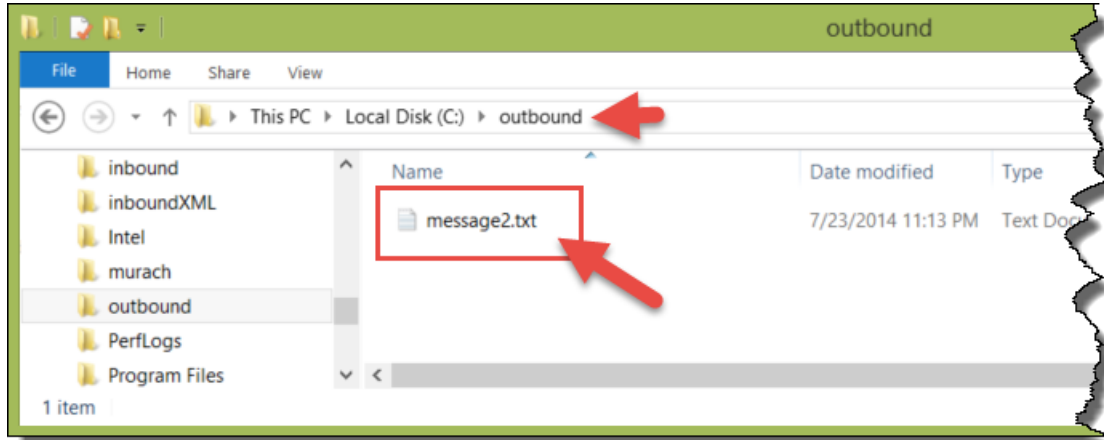 outbound
File Home Share View
This PC Local Disk (C:) outbound
inbound
inboundXML
Intel
murach
outbound
PerfLogs
Program Files
Name Date modified Type
message2.txt 7/23/2014 11:13 PM Text Doc
1 item